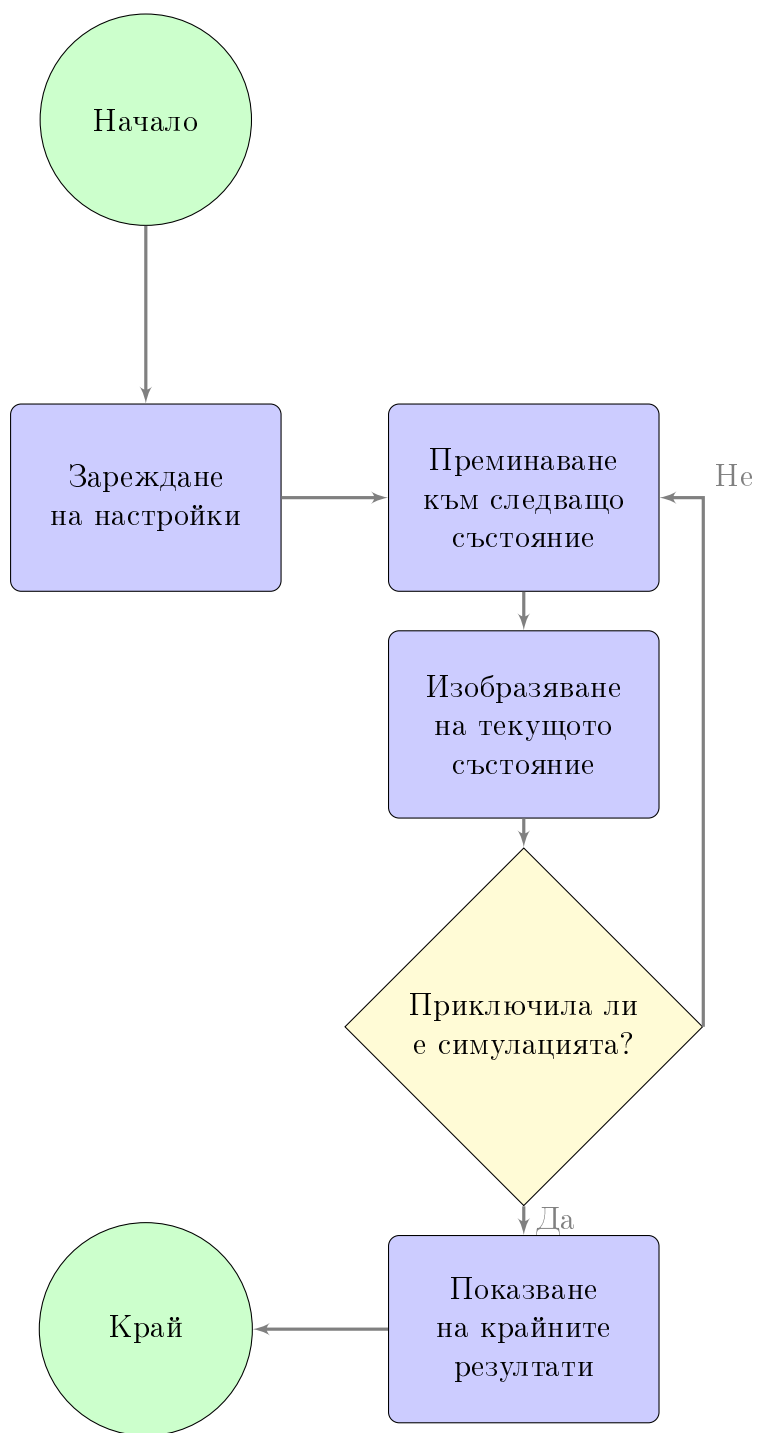 Начало
Зареждане
на настройки
Преминаване
към следващо
състояние
Не
Изобразяване
на текущото
състояние
Приключила ли
е симулацията?
Да
Показване
на крайните
резултати
Край